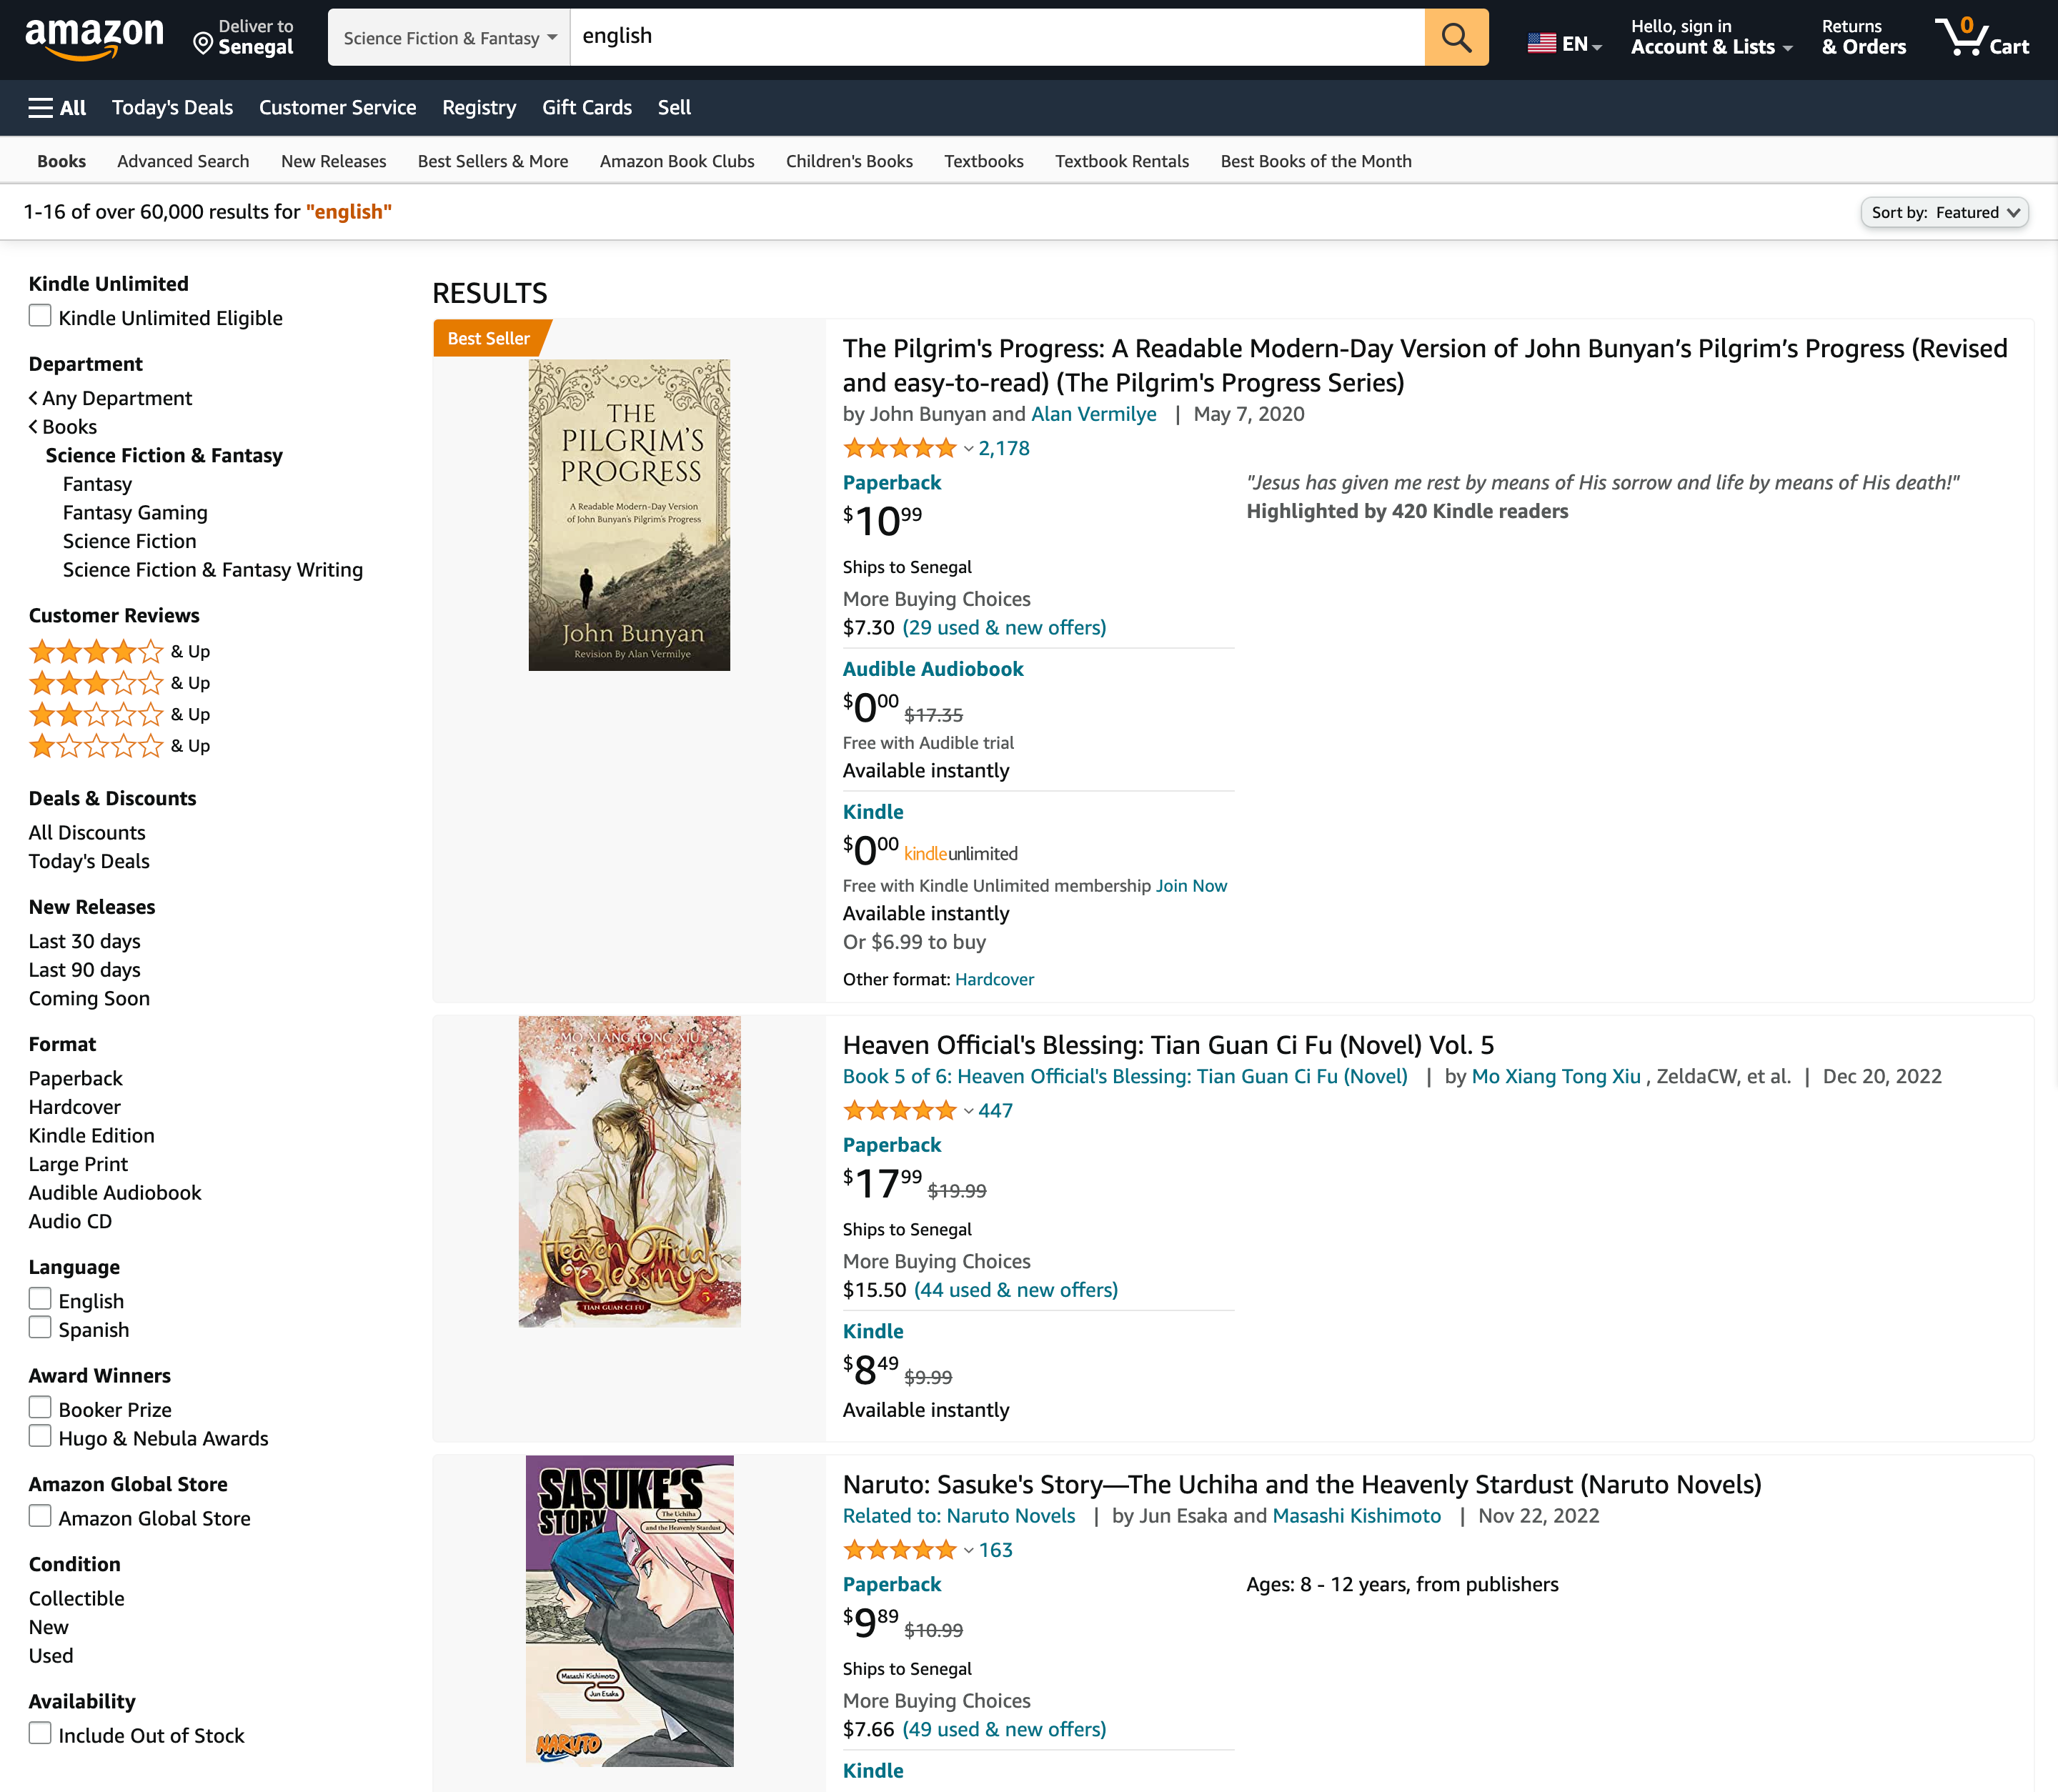 amazon
Deliver to
Senegal
Science Fiction & Fantasy
english
EN
Hello, sign in
Account & Lists
Returns
& Orders
0
Cart
All
Today's Deals
Customer Service
Registry
Gift Cards
Sell
Books
Advanced Search
New Releases
Best Sellers & More
Amazon Book Clubs
Children's Books
Textbooks
Textbook Rentals
Best Books of the Month
1-16 of over 60,000 results for "english"
Sort by: Featured
Kindle Unlimited
Kindle Unlimited Eligible
Department
Any Department
Books
Science Fiction & Fantasy
Fantasy
Fantasy Gaming
Science Fiction
Science Fiction & Fantasy Writing
Customer Reviews
& Up
& Up
& Up
& Up
Deals & Discounts
All Discounts
Today's Deals
New Releases
Last 30 days
Last 90 days
Coming Soon
Format
Paperback
Hardcover
Kindle Edition
Large Print
Audible Audiobook
Audio CD
Language
English
Spanish
Award Winners
Booker Prize
Hugo & Nebula Awards
Amazon Global Store
Amazon Global Store
Condition
Collectible
New
Used
Availability
Include Out of Stock
RESULTS
Best Seller
THE
PILGRIM'S
PROGRESS
A Readable Modern-Day Version
of John Bunyan's Pilgrim's Progress
John Bunyan
Revision By Alan Vermilye
The Pilgrim's Progress: A Readable Modern-Day Version of John Bunyan’s Pilgrim’s Progress (Revised
and easy-to-read) (The Pilgrim's Progress Series)
by John Bunyan and Alan Vermilye | May 7, 2020
2,178
Paperback
$10 99
Ships to Senegal
More Buying Choices
$7.30 (29 used & new offers)
"Jesus has given me rest by means of His sorrow and life by means of His death!"
Highlighted by 420 Kindle readers
Audible Audiobook
$0 00 $17.35
Free with Audible trial
Available instantly
Kindle
$0 00 kindleunlimited
Free with Kindle Unlimited membership Join Now
Available instantly
Or $6.99 to buy
Other format: Hardcover
MO XIANG TONG XIU
Heaven Official's
Blessing
TIAN GUAN CI FU
5
Heaven Official's Blessing: Tian Guan Ci Fu (Novel) Vol. 5
Book 5 of 6: Heaven Official's Blessing: Tian Guan Ci Fu (Novel) | by Mo Xiang Tong Xiu , ZeldaCW, et al. | Dec 20, 2022
447
Paperback
$17 99 $19.99
Ships to Senegal
More Buying Choices
$15.50 (44 used & new offers)
Kindle
$8 49 $9.99
Available instantly
SASUKE'S
STORY
The Uchiha
and the Heavenly Stardust
Masashi Kishimoto
Jun Esaka
NARUTO
Naruto: Sasuke's Story—The Uchiha and the Heavenly Stardust (Naruto Novels)
Related to: Naruto Novels | by Jun Esaka and Masashi Kishimoto | Nov 22, 2022
163
Paperback
$9 89 $10.99
Ships to Senegal
More Buying Choices
$7.66 (49 used & new offers)
Ages: 8 - 12 years, from publishers
Kindle